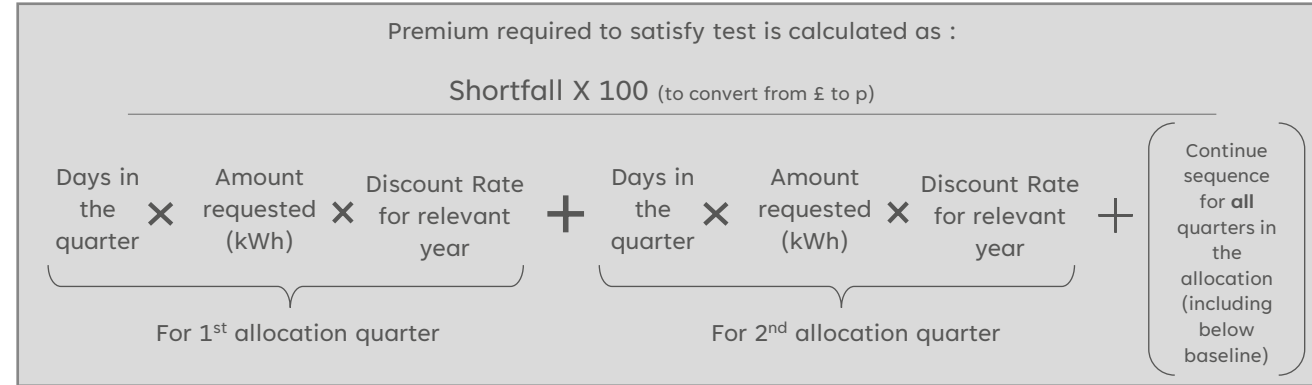 Premium required to satisfy test is calculated as :
Shortfall X 100 (to convert from £ to p)
Days in
the
quarter
×
Amount
requested
(kWh)
×
Discount Rate
for relevant
year
+
Days in
the
quarter
×
Amount
requested
(kWh)
×
Discount Rate
for relevant
year
+
Continue
sequence
for all
quarters in
the
allocation
(including
below
baseline)
For 1st allocation quarter
For 2nd allocation quarter